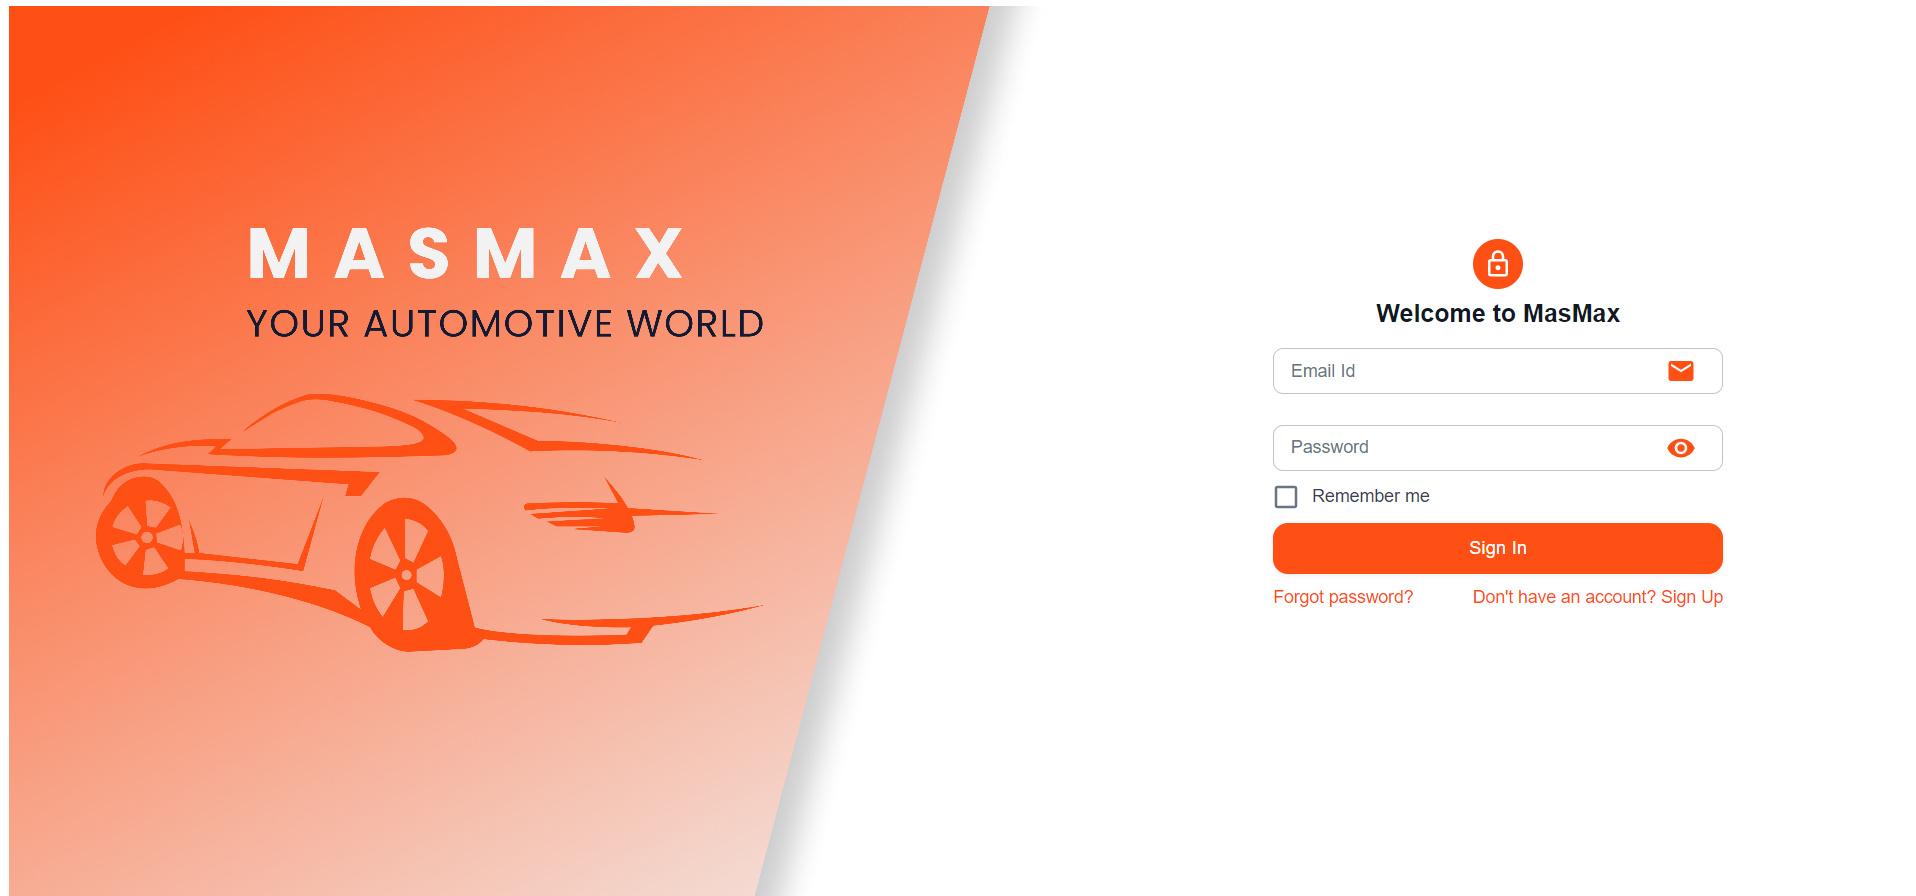 MASMAX
YOUR AUTOMOTIVE WORLD
Welcome to MasMax
Email Id
Password
Remember me
Sign In
Forgot password? Don't have an account? Sign Up